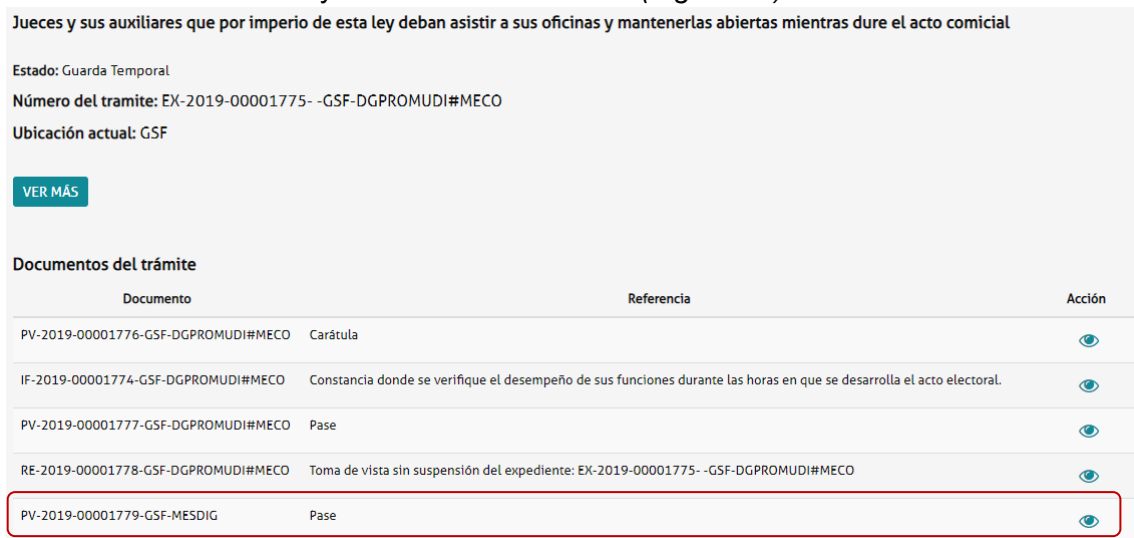 Jueces y sus auxiliares que por imperio de esta ley deban asistir a sus oficinas y mantenerlas abiertas mientras dure el acto comicial
Estado: Guarda Temporal
Número del tramite: EX-2019-00001775- -GSF-DGPROMUDI#MECO
Ubicación actual: GSF
VER MÁS
Documentos del trámite
Documento Referencia Acción
PV-2019-00001776-GSF-DGPROMUDI#MECO Carátula
IF-2019-00001774-GSF-DGPROMUDI#MECO Constancia donde se verifique el desempeño de sus funciones durante las horas en que se desarrolla el acto electoral.
PV-2019-00001777-GSF-DGPROMUDI#MECO Pase
RE-2019-00001778-GSF-DGPROMUDI#MECO Toma de vista sin suspensión del expediente: EX-2019-00001775- -GSF-DGPROMUDI#MECO
PV-2019-00001779-GSF-MESDIG Pase